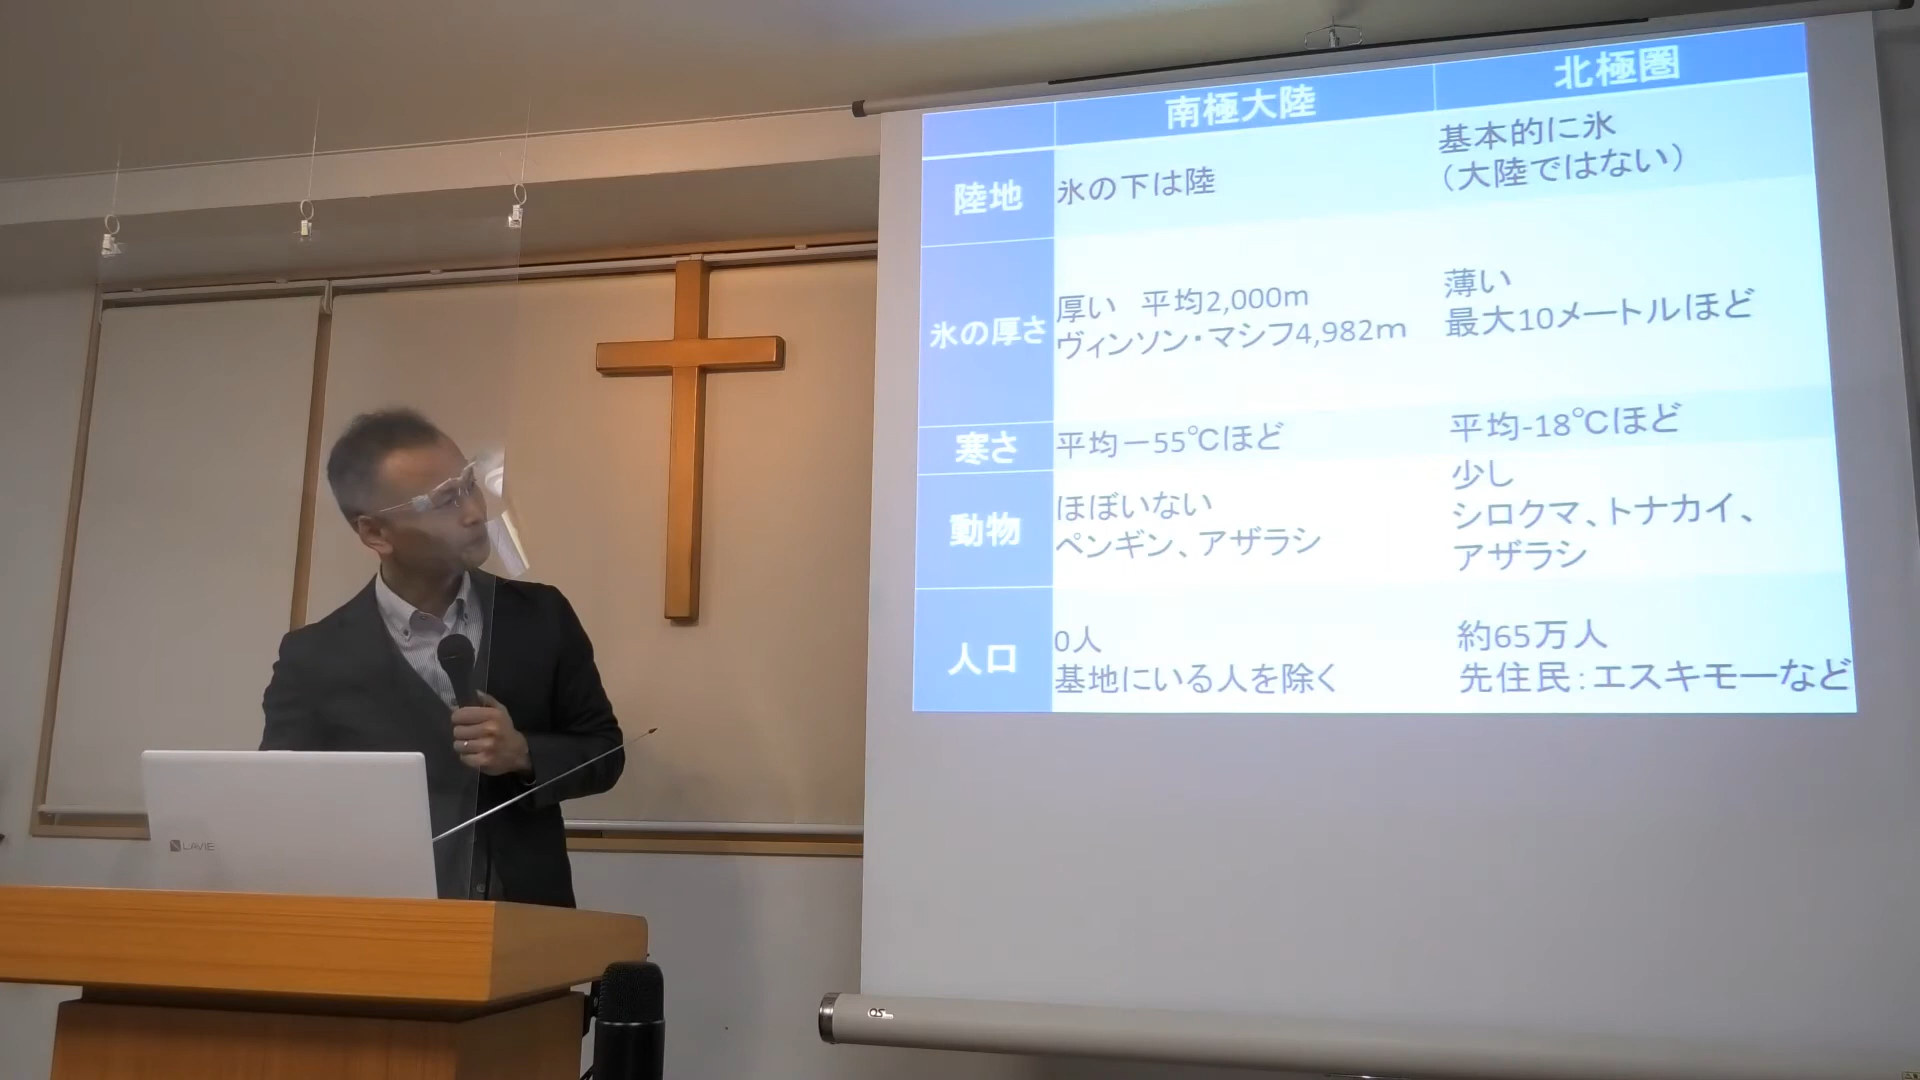 南極大陸
北極圏
陸地
氷の下は陸
基本的に氷
（大陸ではない）
氷の厚さ
厚い 平均2,000m
ヴィンソン・マシフ4,982m
薄い
最大10メートルほど
寒さ
平均－55℃ほど
平均-18℃ほど
動物
ほぼいない
ペンギン、アザラシ
少し
シロクマ、トナカイ、
アザラシ
人口
0人
基地にいる人を除く
約65万人
先住民：エスキモーなど
LAVIE
OS